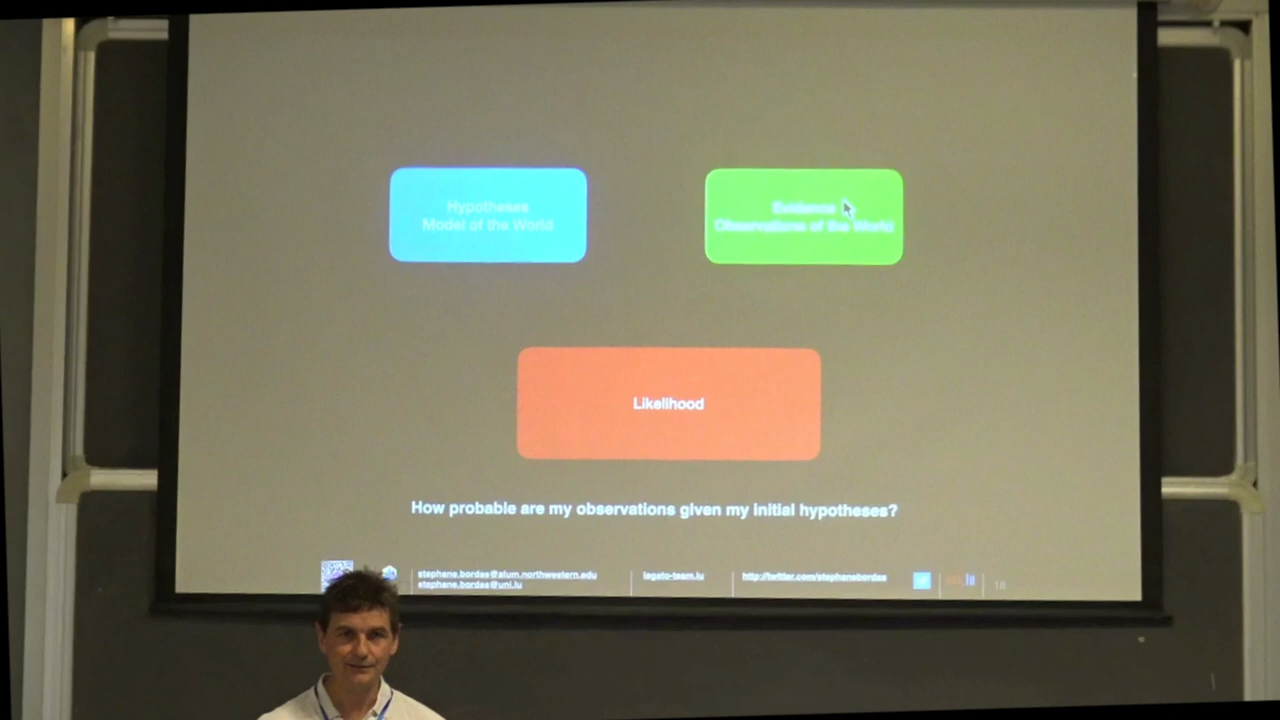 Hypotheses
Model of the World
Evidence
Observations of the World
Likelihood
How probable are my observations given my initial hypotheses?
stephane.bordas@alum.northwestern.edu
stephane.bordas@uni.lu
legato-team.lu
http://twitter.com/stephanebordas
18